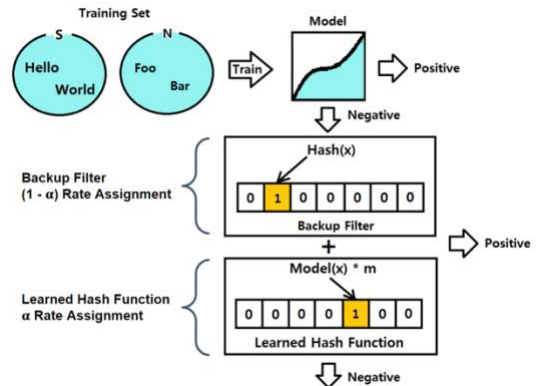 Training Set
Model
S
N
Hello
World
Foo
Bar
Train
Positive
Negative
Backup Filter
(1 - α) Rate Assignment
Hash(x)
0 1 0 0 0 0 0
Backup Filter
+
Positive
Learned Hash Function
α Rate Assignment
Model(x) * m
0 0 0 0 1 0 0
Learned Hash Function
Negative